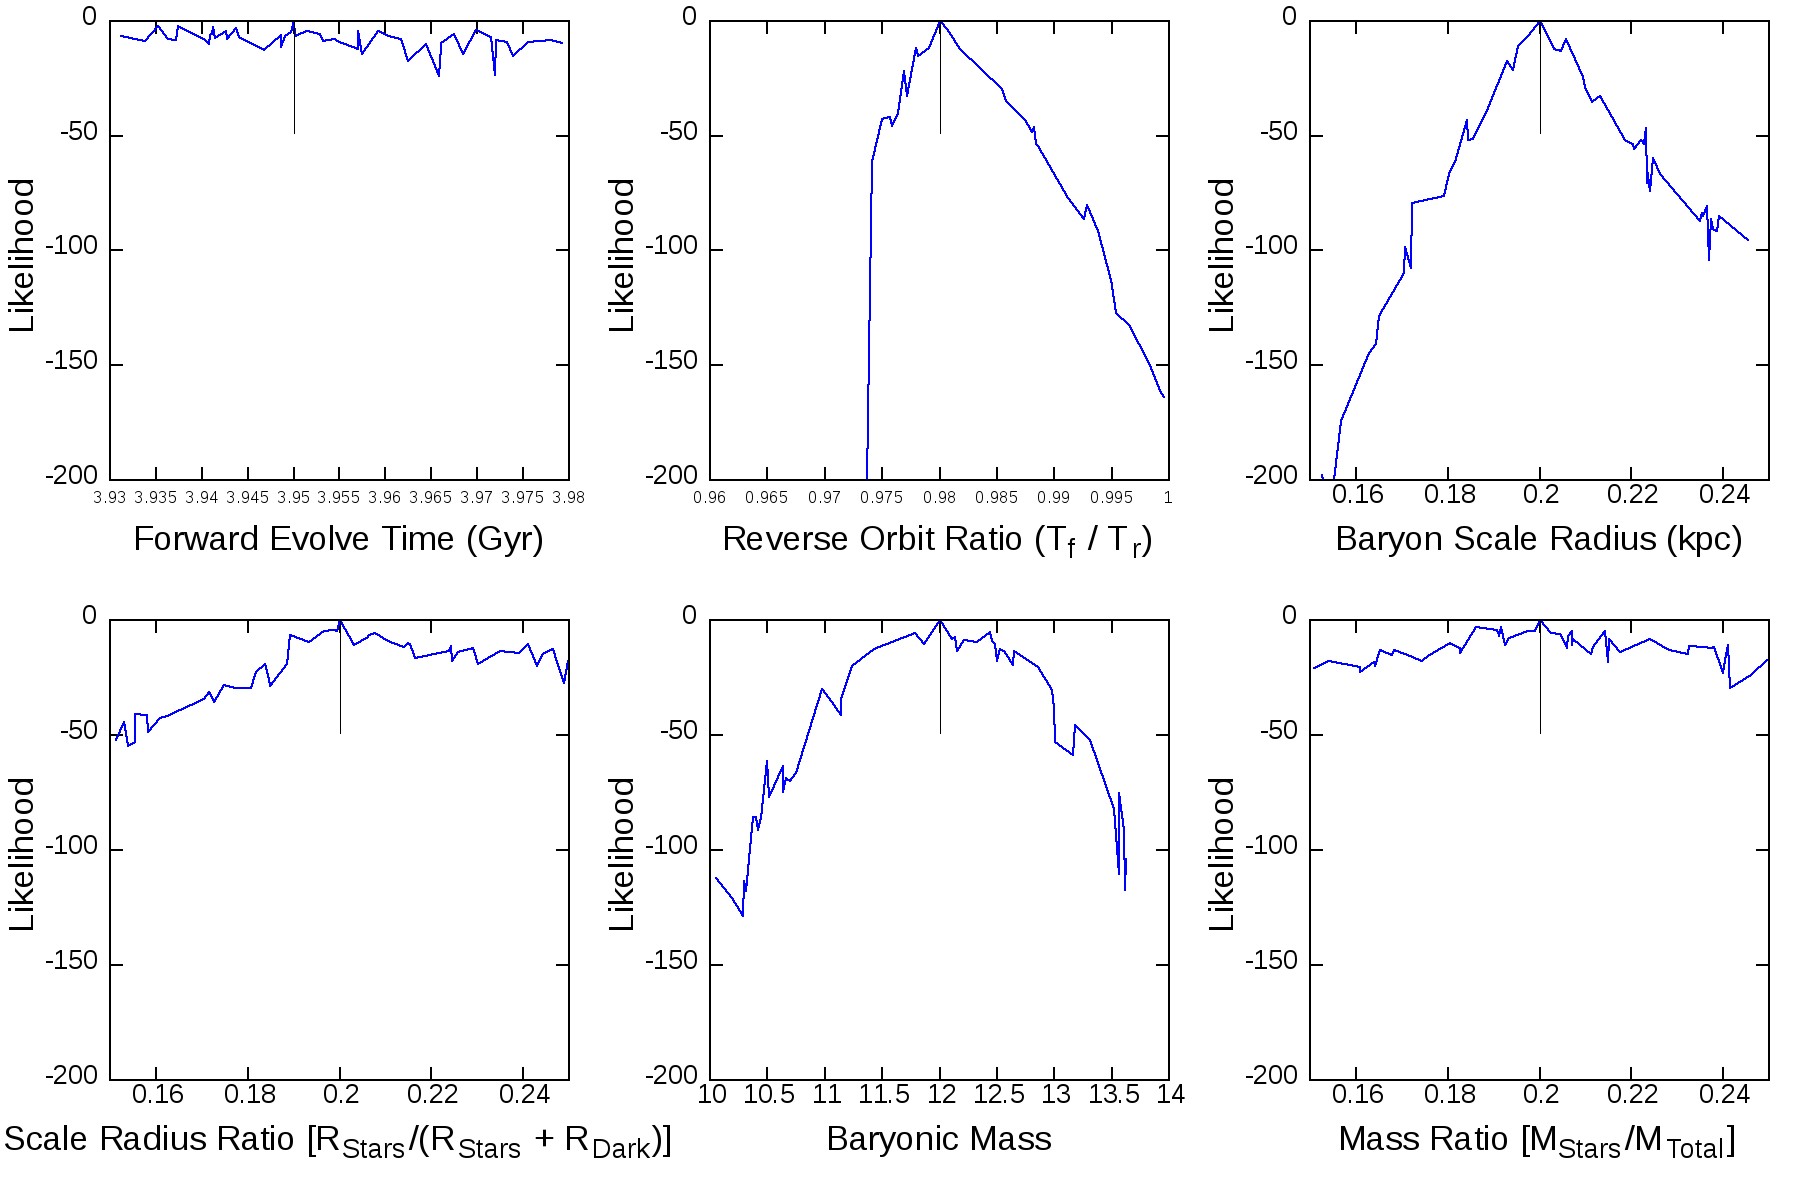 0
-50
-100
-150
-200
Likelihood
3.93 3.935 3.94 3.945 3.95 3.955 3.96 3.965 3.97 3.975 3.98
Forward Evolve Time (Gyr)
0
-50
-100
-150
-200
Likelihood
0.96 0.965 0.97 0.975 0.98 0.985 0.99 0.995 1
Reverse Orbit Ratio (Tf / Tr)
0
-50
-100
-150
-200
Likelihood
0.16 0.18 0.2 0.22 0.24
Baryon Scale Radius (kpc)
0
-50
-100
-150
-200
Likelihood
0.16 0.18 0.2 0.22 0.24
Scale Radius Ratio [RStars/(RStars + RDark)]
0
-50
-100
-150
-200
Likelihood
10 10.5 11 11.5 12 12.5 13 13.5 14
Baryonic Mass
0
-50
-100
-150
-200
Likelihood
0.16 0.18 0.2 0.22 0.24
Mass Ratio [MStars/MTotal]